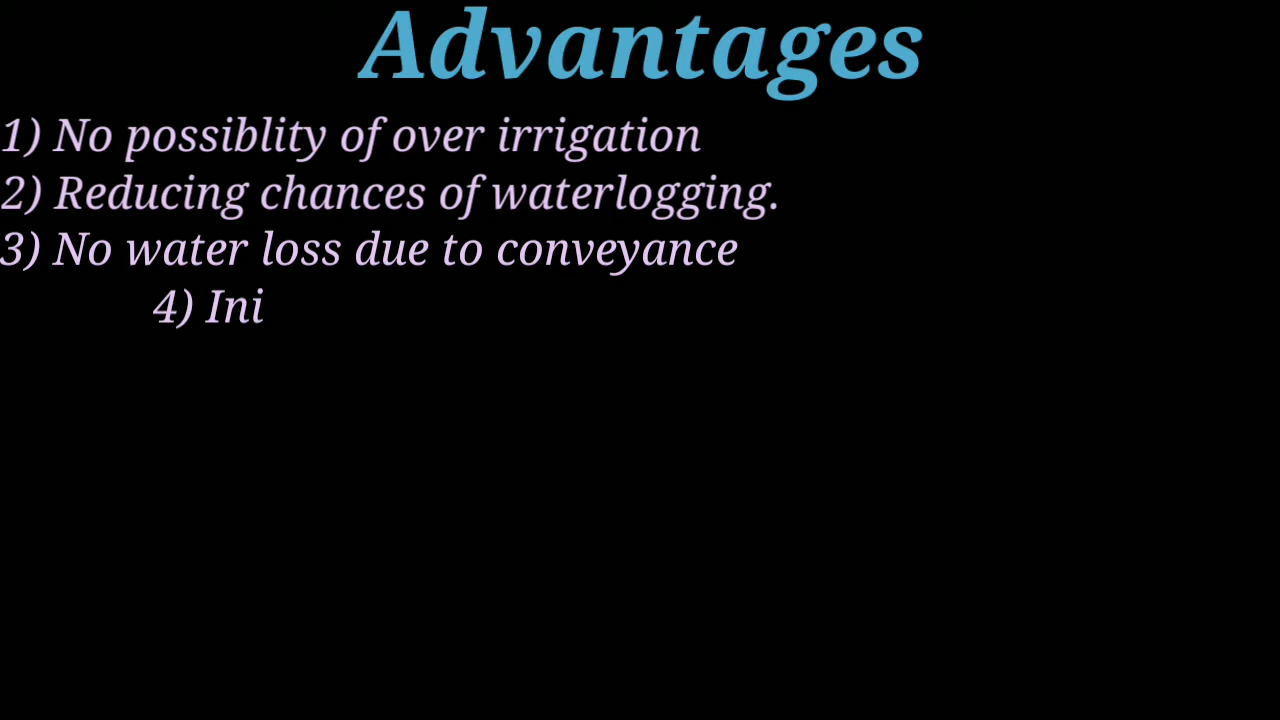 Advantages
1) No possiblity of over irrigation
2) Reducing chances of waterlogging.
3) No water loss due to conveyance
4) Ini